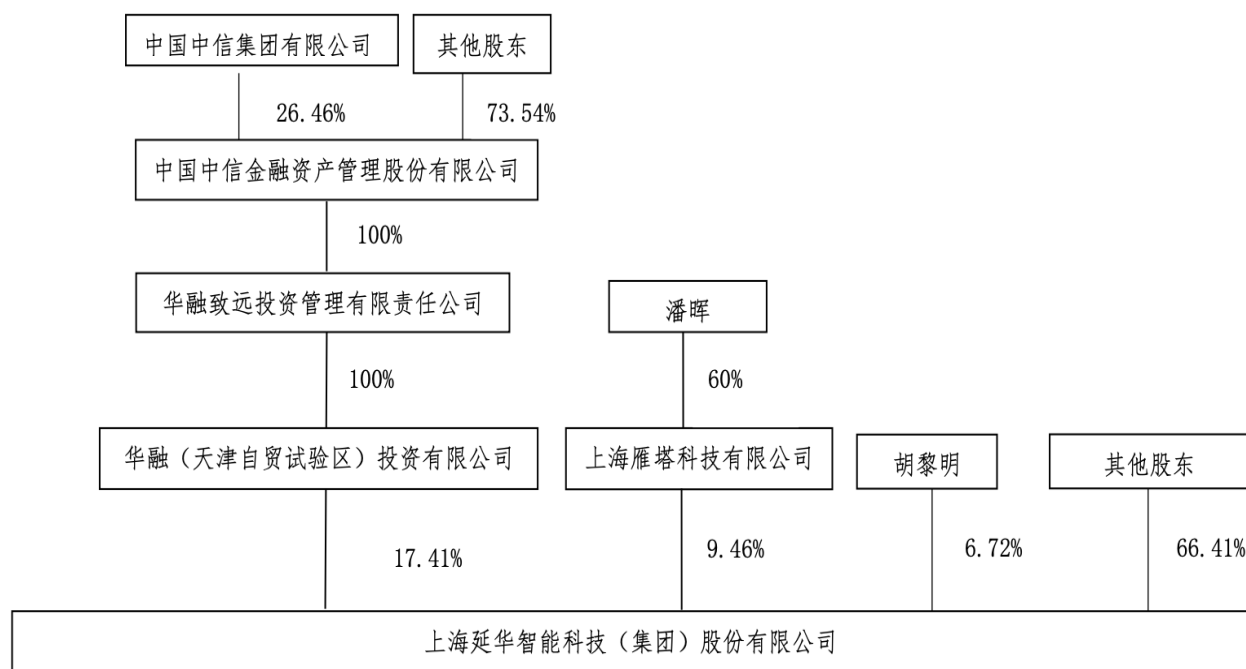 中国中信集团有限公司
其他股东
26.46%
73.54%
中国中信金融资产管理股份有限公司
100%
华融致远投资管理有限责任公司
潘晖
100%
60%
华融（天津自贸试验区）投资有限公司
上海雁塔科技有限公司
胡黎明
其他股东
17.41%
9.46%
6.72%
66.41%
上海延华智能科技（集团）股份有限公司